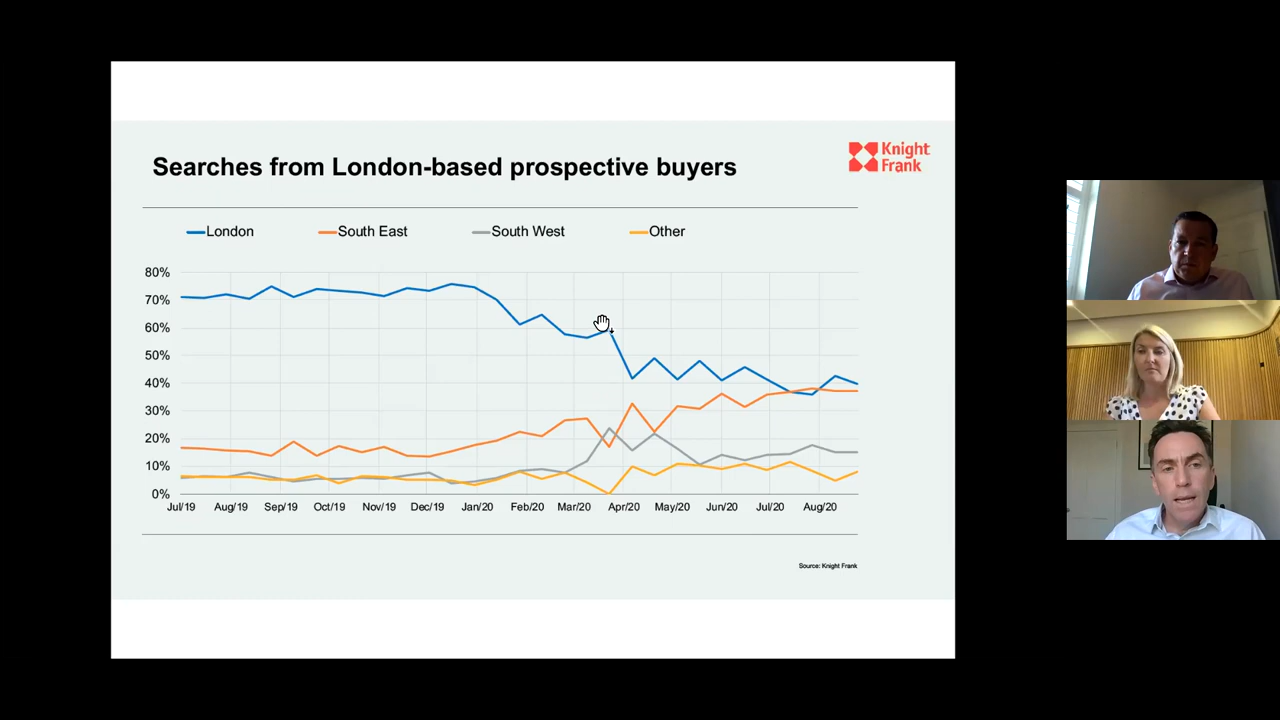 Searches from London-based prospective buyers
Knight
Frank
London South East South West Other
80%
70%
60%
50%
40%
30%
20%
10%
0%
Jul/19 Aug/19 Sep/19 Oct/19 Nov/19 Dec/19 Jan/20 Feb/20 Mar/20 Apr/20 May/20 Jun/20 Jul/20 Aug/20
Source: Knight Frank